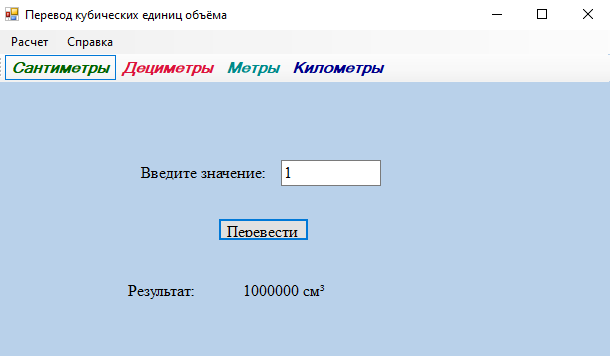 Перевод кубических единиц объёма
Расчет Справка
Сантиметры Дециметры Метры Километры
Введите значение: 1
Перевести
Результат: 1000000 см³